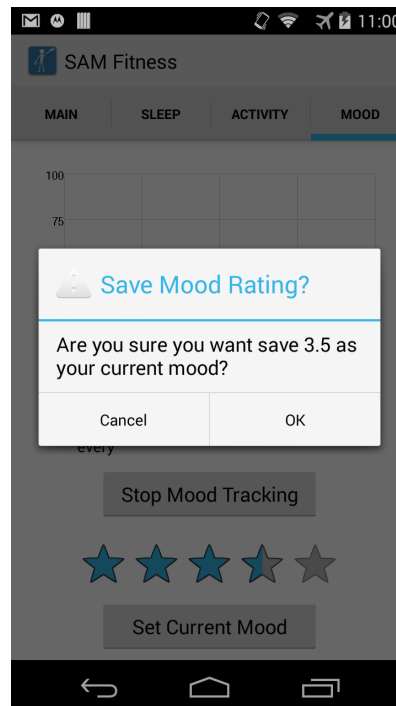 11:00
SAM Fitness
MAIN SLEEP ACTIVITY MOOD
100
75
Save Mood Rating?
Are you sure you want save 3.5 as
your current mood?
Cancel OK
every
Stop Mood Tracking
Set Current Mood